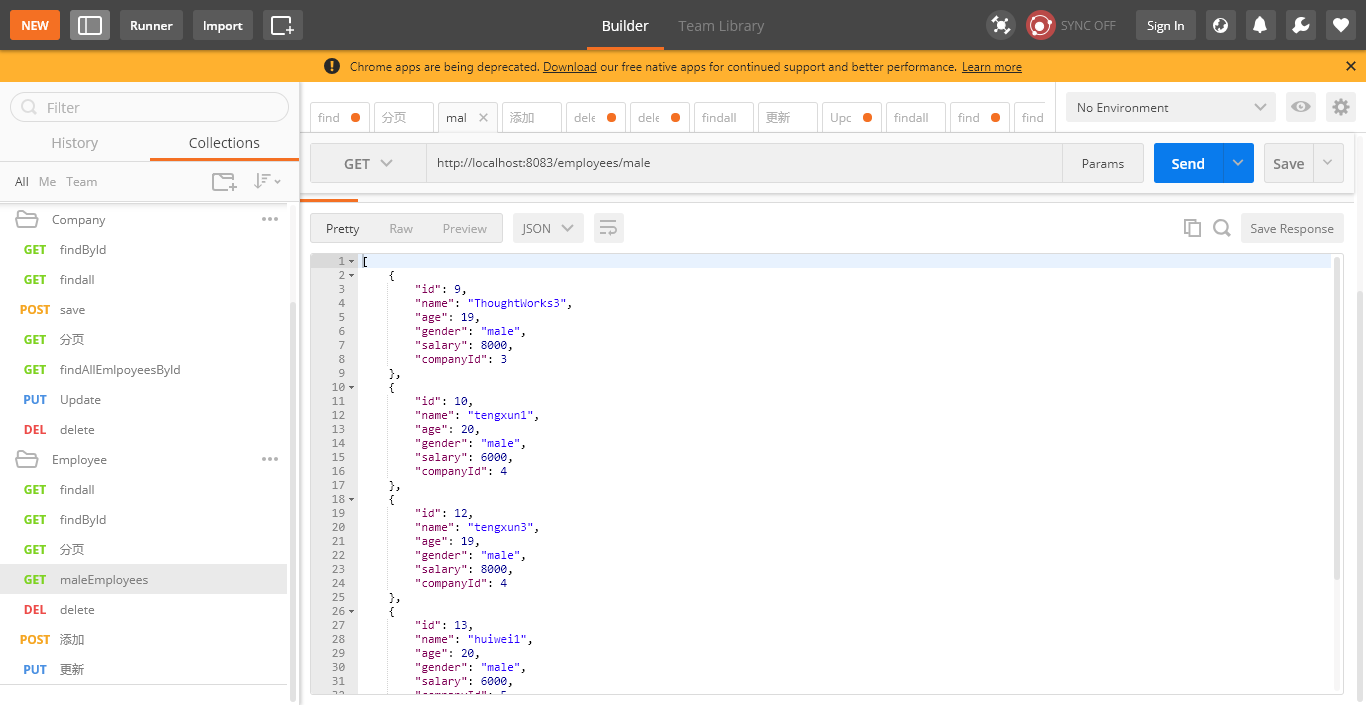 NEW Runner Import Builder Team Library SYNC OFF Sign In
Chrome apps are being deprecated. Download our free native apps for continued support and better performance. Learn more
Filter
History Collections
All Me Team
Company
GET findById
GET findall
POST save
GET 分页
GET findAllEmlpoyeesById
PUT Update
DEL delete
Employee
GET findall
GET findById
GET 分页
GET maleEmployees
DEL delete
POST 添加
PUT 更新
find 分页 mal 添加 dele dele findall 更新 Upc findall find find
No Environment
GET http://localhost:8083/employees/male Params Send Save
Pretty Raw Preview JSON Save Response
1 [
2 {
3 "id": 9,
4 "name": "ThoughtWorks3",
5 "age": 19,
6 "gender": "male",
7 "salary": 8000,
8 "companyId": 3
9 },
10 {
11 "id": 10,
12 "name": "tengxun1",
13 "age": 20,
14 "gender": "male",
15 "salary": 6000,
16 "companyId": 4
17 },
18 {
19 "id": 12,
20 "name": "tengxun3",
21 "age": 19,
22 "gender": "male",
23 "salary": 8000,
24 "companyId": 4
25 },
26 {
27 "id": 13,
28 "name": "huiwei1",
29 "age": 20,
30 "gender": "male",
31 "salary": 6000,